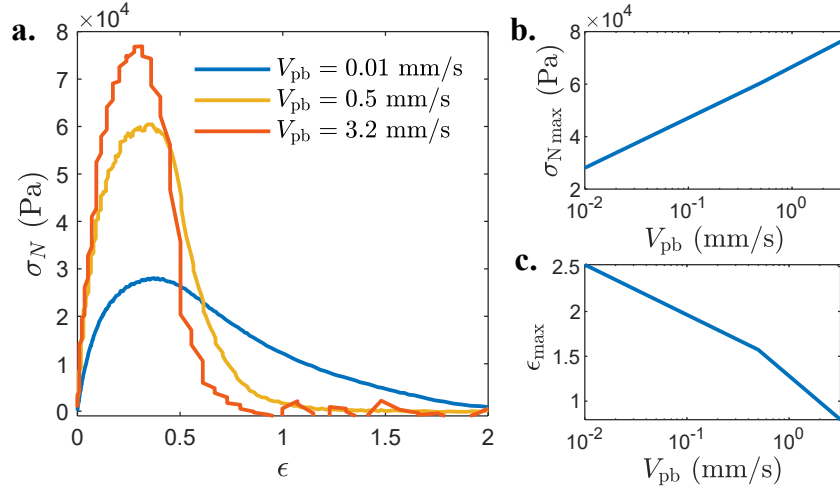 a.
×10⁴
8
7
6
5
4
3
2
1
0
σ_N (Pa)
0
0.5
1
1.5
2
ϵ
V_pb = 0.01 mm/s
V_pb = 0.5 mm/s
V_pb = 3.2 mm/s
b.
×10⁴
8
6
4
2
σ_N max (Pa)
10⁻²
10⁻¹
10⁰
V_pb (mm/s)
c.
2.5
2
1.5
1
ϵ_max
10⁻²
10⁻¹
10⁰
V_pb (mm/s)